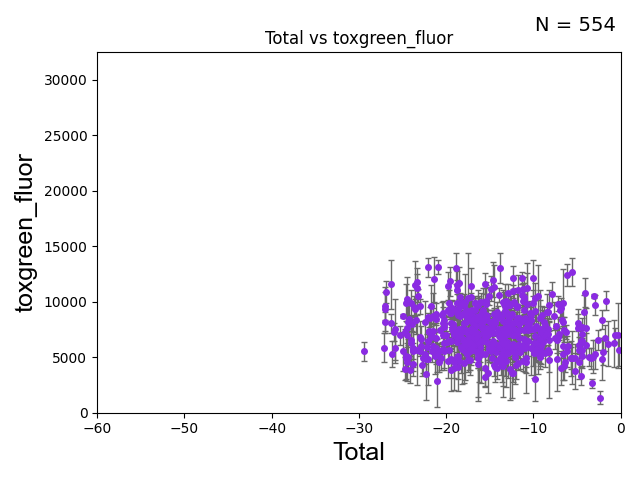 N = 554
Total vs toxgreen_fluor
toxgreen_fluor
30000
25000
20000
15000
10000
5000
0
−60 −50 −40 −30 −20 −10 0
Total